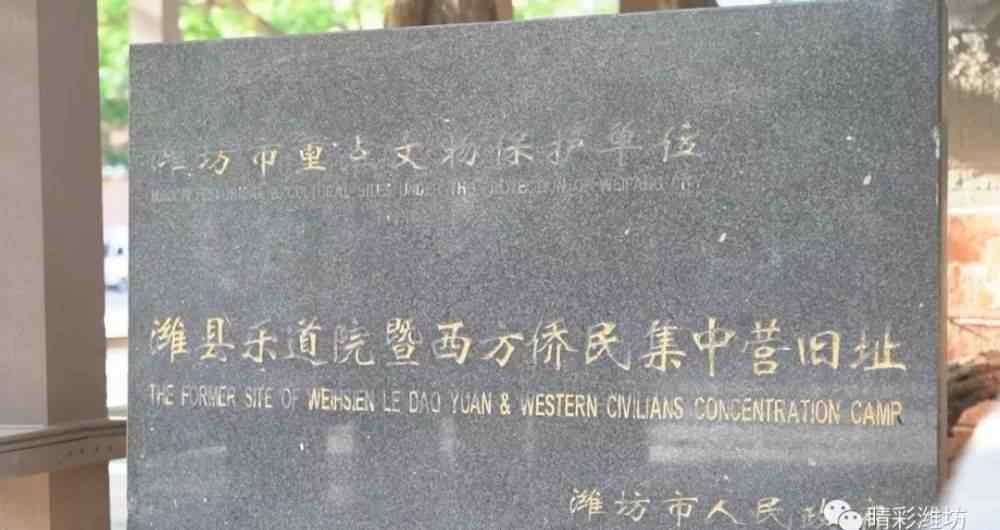 潍坊市重点文物保护单位
潍县乐道院暨西方侨民集中营旧址
THE FORMER SITE OF WEIHSIEN LE DAO YUAN & WESTERN CIVILIANS CONCENTRATION CAMP
潍坊市人民政
晴彩潍坊